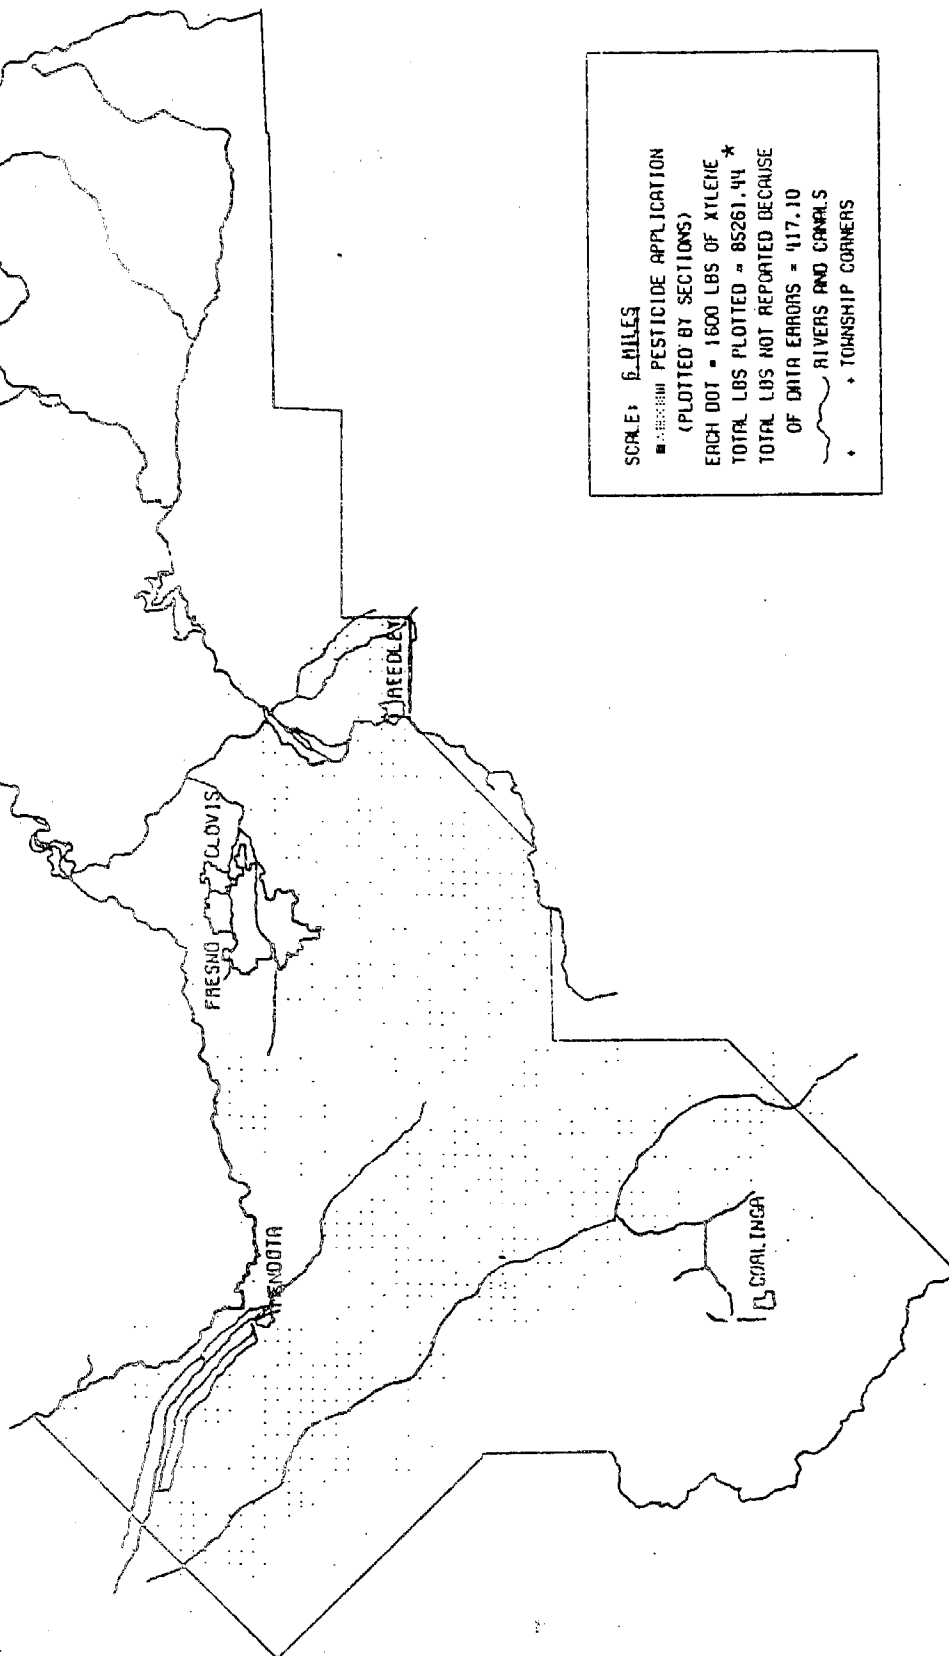 FRESNO
CLOVIS
REEDLEY
MENDOTA
COALINGA
SCALE: 6 MILES
PESTICIDE APPLICATION
(PLOTTED BY SECTIONS)
EACH DOT = 1600 LBS OF XYLENE
TOTAL LBS PLOTTED = 85261.44 *
TOTAL LBS NOT REPORTED BECAUSE
OF DATA ERRORS = 417.10
RIVERS AND CANALS
+ + TOWNSHIP CORNERS